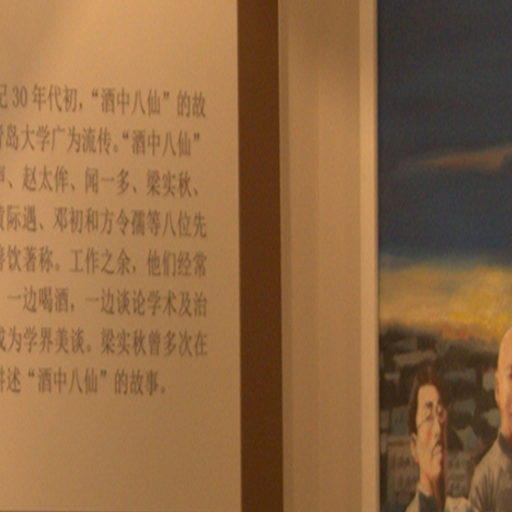 记30年代初，“酒中八仙”的故
青岛大学广为流传。“酒中八仙”
声、赵太侔、闻一多、梁实秋、
黄际遇、邓初和方令孺等八位先
善饮著称。工作之余，他们经常
一边喝酒，一边谈论学术及治
成为学界美谈。梁实秋曾多次在
讲述“酒中八仙”的故事。